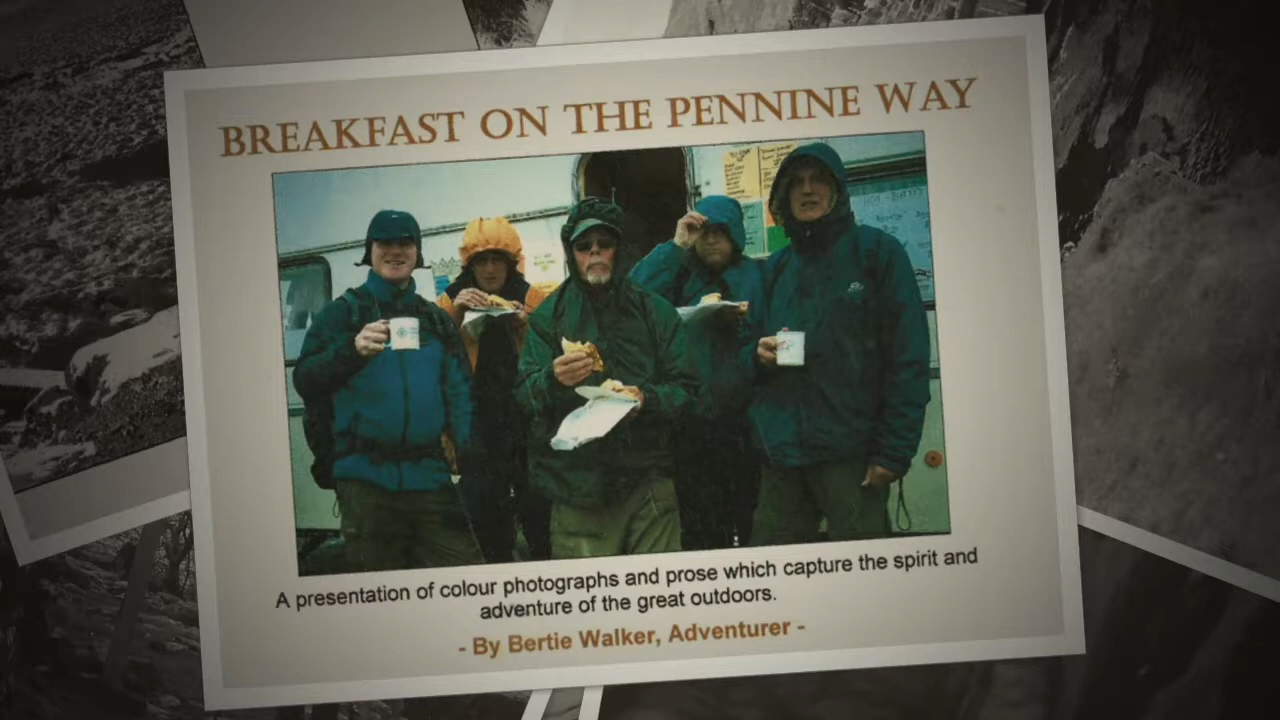 BREAKFAST ON THE PENNINE WAY
A presentation of colour photographs and prose which capture the spirit and
adventure of the great outdoors.
- By Bertie Walker, Adventurer -